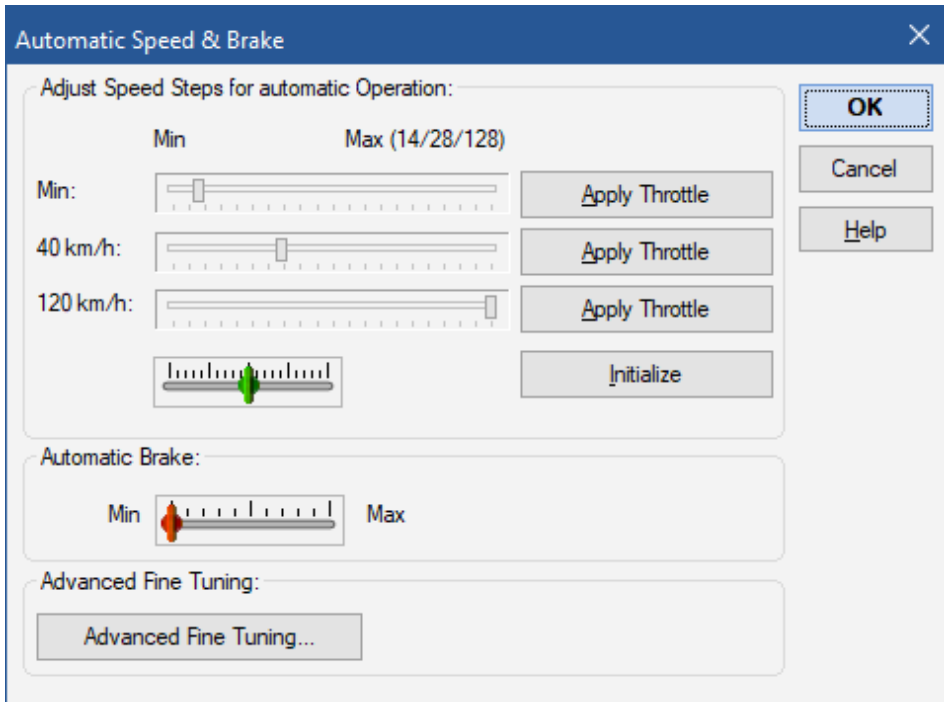 Automatic Speed & Brake
Adjust Speed Steps for automatic Operation:
OK
Min Max (14/28/128)
Cancel
Min: Apply Throttle
Help
40 km/h: Apply Throttle
120 km/h: Apply Throttle
Initialize
Automatic Brake:
Min Max
Advanced Fine Tuning:
Advanced Fine Tuning...